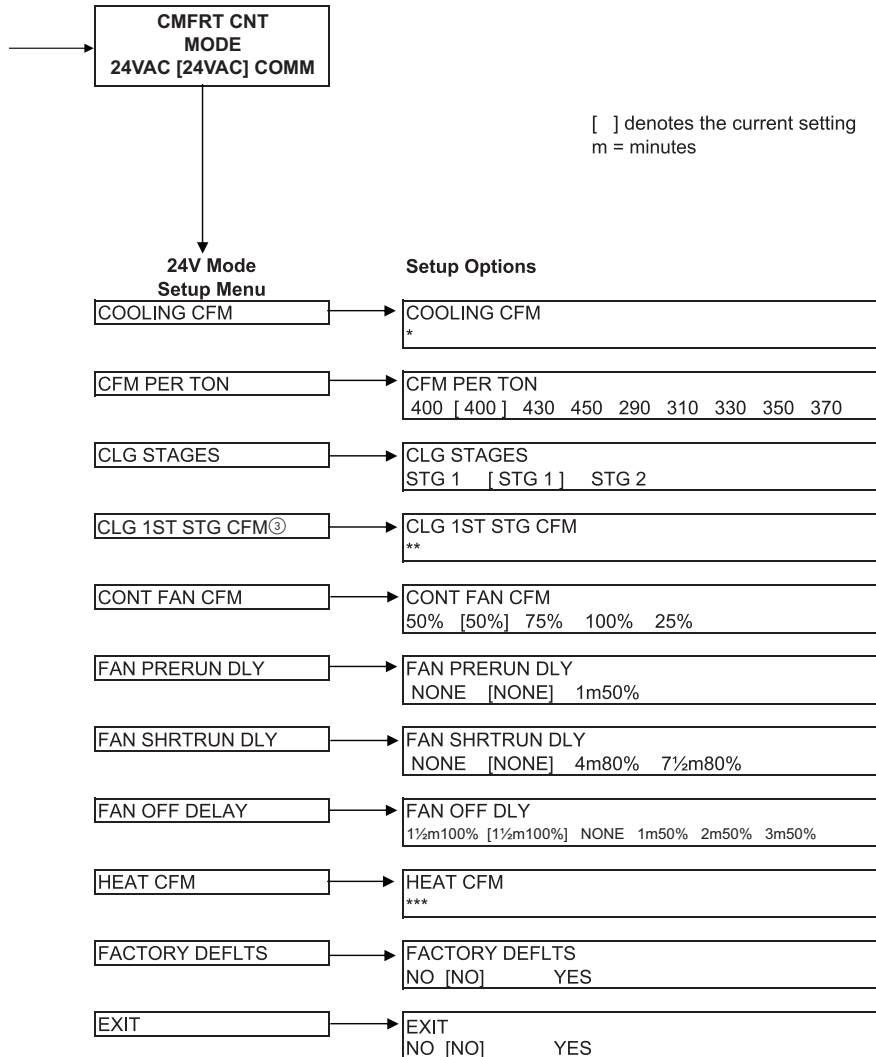 CMFRT CNT
MODE
24VAC [24VAC] COMM
[ ] denotes the current setting
m = minutes
24V Mode
Setup Menu
Setup Options
COOLING CFM
COOLING CFM
*
CFM PER TON
CFM PER TON
400 [ 400 ] 430 450 290 310 330 350 370
CLG STAGES
CLG STAGES
STG 1 [ STG 1 ] STG 2
CLG 1ST STG CFM③
CLG 1ST STG CFM
**
CONT FAN CFM
CONT FAN CFM
50% [50%] 75% 100% 25%
FAN PRERUN DLY
FAN PRERUN DLY
NONE [NONE] 1m50%
FAN SHRTRUN DLY
FAN SHRTRUN DLY
NONE [NONE] 4m80% 7½m80%
FAN OFF DELAY
FAN OFF DLY
1½m100% [1½m100%] NONE 1m50% 2m50% 3m50%
HEAT CFM
HEAT CFM
***
FACTORY DEFLTS
FACTORY DEFLTS
NO [NO] YES
EXIT
EXIT
NO [NO] YES